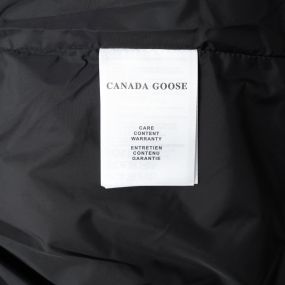 CANADA GOOSE
CARE
CONTENT
WARRANTY
ENTRETIEN
CONTENU
GARANTIE